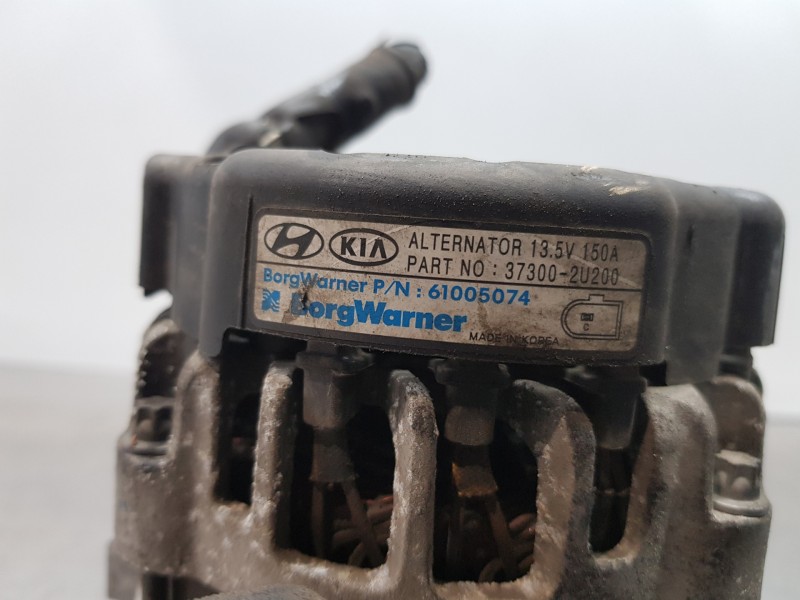 KIA ALTERNATOR 13.5V 150A
PART NO : 37300-2U200
BorgWarner P/N : 61005074
BorgWarner
MADE IN KOREA
C